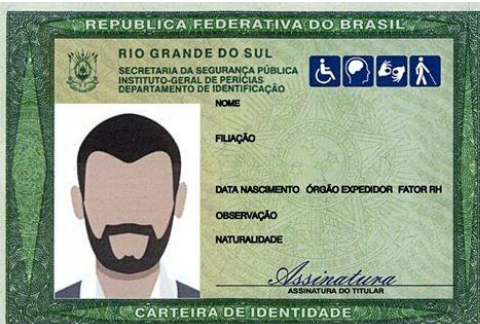 REPÚBLICA FEDERATIVA DO BRASIL
RIO GRANDE DO SUL
SECRETARIA DA SEGURANÇA PÚBLICA
INSTITUTO-GERAL DE PERÍCIAS
DEPARTAMENTO DE IDENTIFICAÇÃO
NOME
FILIAÇÃO
DATA NASCIMENTO ÓRGÃO EXPEDIDOR FATOR RH
OBSERVAÇÃO
NATURALIDADE
Assinatura
ASSINATURA DO TITULAR
CARTEIRA DE IDENTIDADE